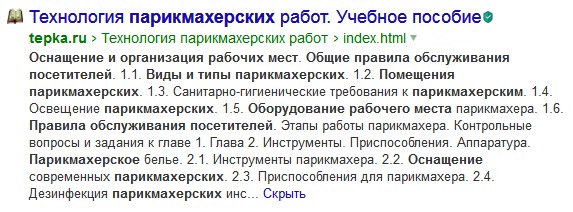 Технология парикмахерских работ. Учебное пособие
tepka.ru › Технология парикмахерских работ › index.html
Оснащение и организация рабочих мест. Общие правила обслуживания
посетителей. 1.1. Виды и типы парикмахерских. 1.2. Помещения
парикмахерских. 1.3. Санитарно-гигиенические требования к парикмахерским. 1.4.
Освещение парикмахерских. 1.5. Оборудование рабочего места парикмахера. 1.6.
Правила обслуживания посетителей. Этапы работы парикмахера. Контрольные
вопросы и задания к главе 1. Глава 2. Инструменты. Приспособления. Аппаратура.
Парикмахерское белье. 2.1. Инструменты парикмахера. 2.2. Оснащение
современных парикмахерских. 2.3. Приспособления для парикмахера. 2.4.
Дезинфекция парикмахерских инс... Скрыть